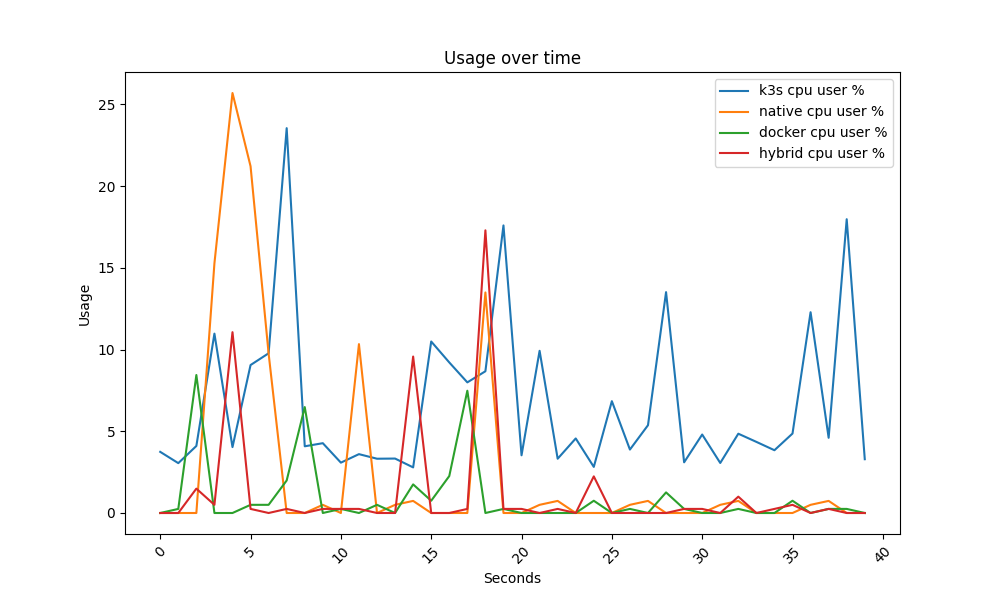 Usage over time
k3s cpu user %
native cpu user %
docker cpu user %
hybrid cpu user %
Usage
25
20
15
10
5
0
0
5
10
15
20
25
30
35
40
Seconds